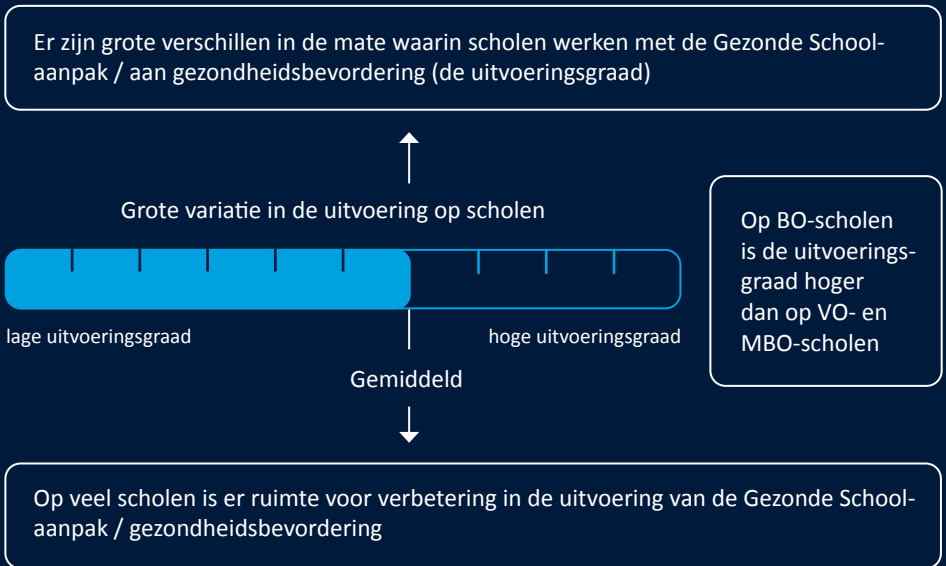 Er zijn grote verschillen in de mate waarin scholen werken met de Gezonde School-
aanpak / aan gezondheidsbevordering (de uitvoeringsgraad)
Grote variatie in de uitvoering op scholen
lage uitvoeringsgraad
hoge uitvoeringsgraad
Gemiddeld
Op BO-scholen
is de uitvoerings-
graad hoger
dan op VO- en
MBO-scholen
Op veel scholen is er ruimte voor verbetering in de uitvoering van de Gezonde School-
aanpak / gezondheidsbevordering